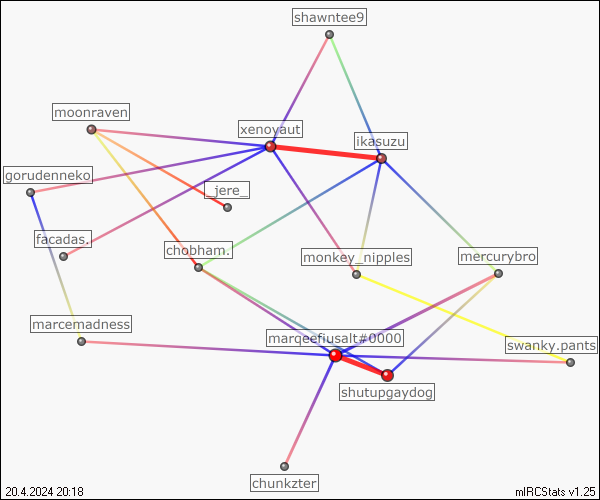 shawntee9
moonraven
xenoyaut
ikasuzu
gorudenneko
_jere_
facadas.
chobham.
monkey_nipples
mercurybro
marcemadness
marqeefiusalt#0000
swanky.pants
shutupgaydog
chunkzter
20.4.2024 20:18
mIRCStats v1.25